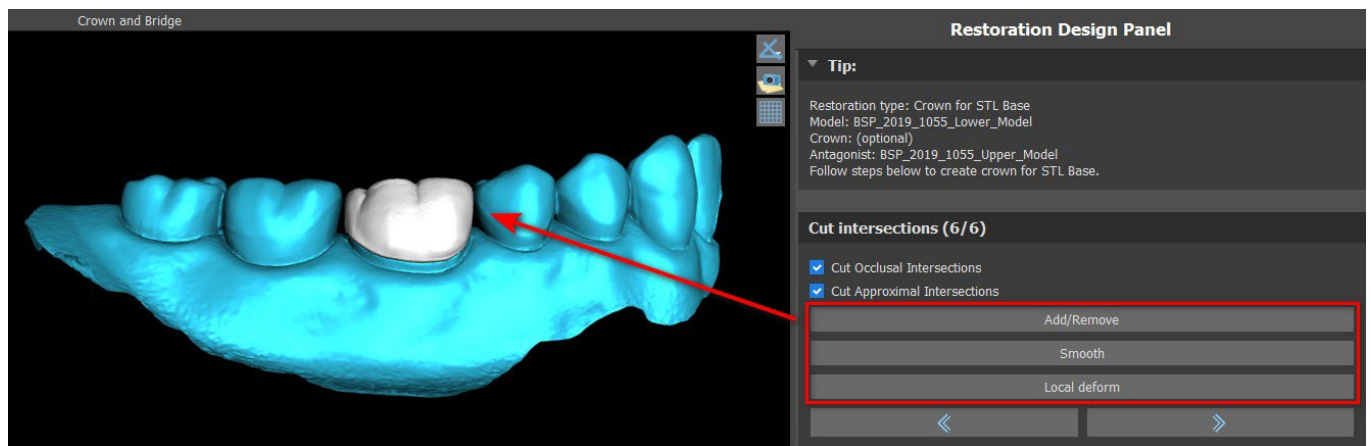 Crown and Bridge
Restoration Design Panel
Tip:
Restoration type: Crown for STL Base
Model: BSP_2019_1055_Lower_Model
Crown: (optional)
Antagonist: BSP_2019_1055_Upper_Model
Follow steps below to create crown for STL Base.
Cut intersections (6/6)
Cut Occlusal Intersections
Cut Approximal Intersections
Add/Remove
Smooth
Local deform